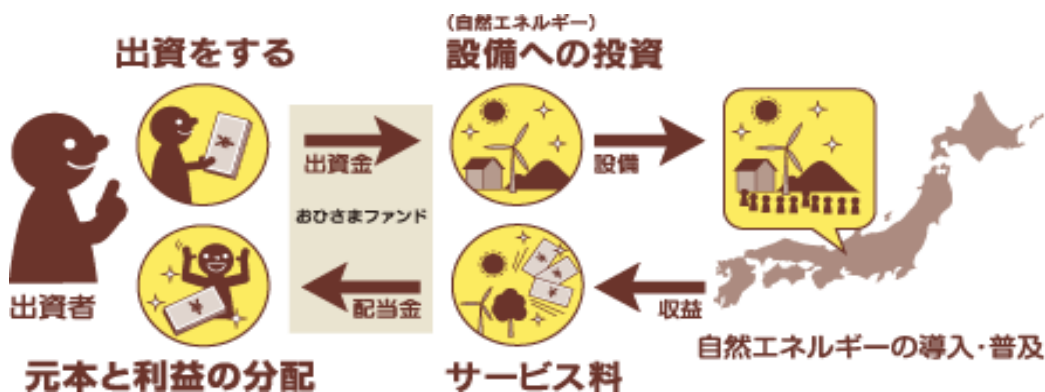 (自然エネルギー)
出資をする
設備への投資
出資金
設備
おひさまファンド
出資者
配当金
収益
元本と利益の分配
サービス料
自然エネルギーの導入・普及
¥
¥
¥
¥
¥